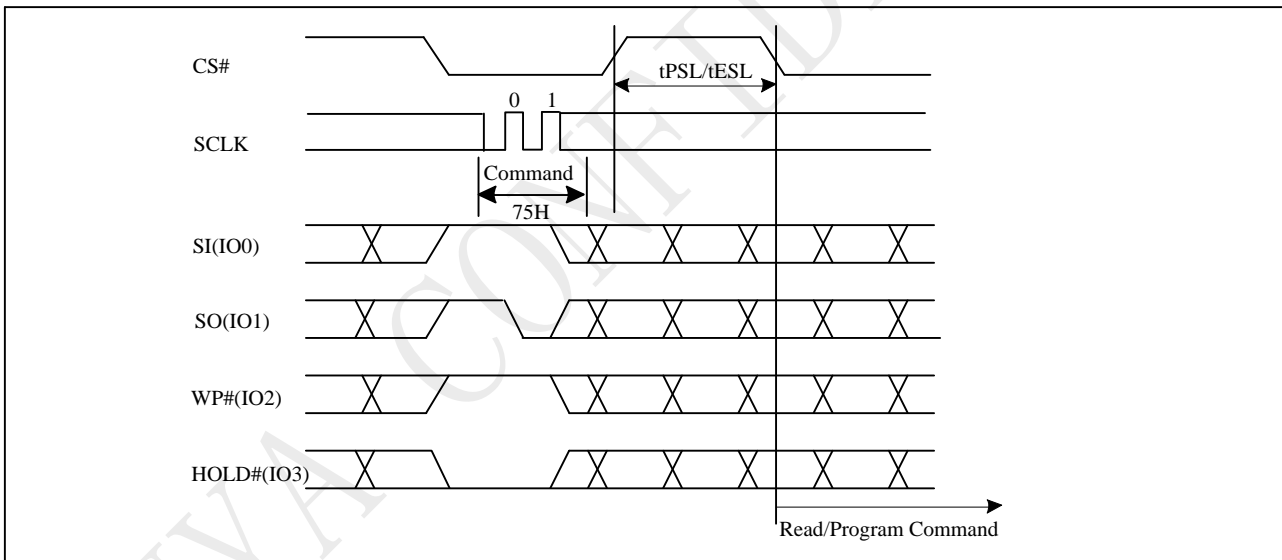 CS#
tPSL/tESL
0 1
SCLK
Command
75H
SI(IO0)
SO(IO1)
WP#(IO2)
HOLD#(IO3)
Read/Program Command